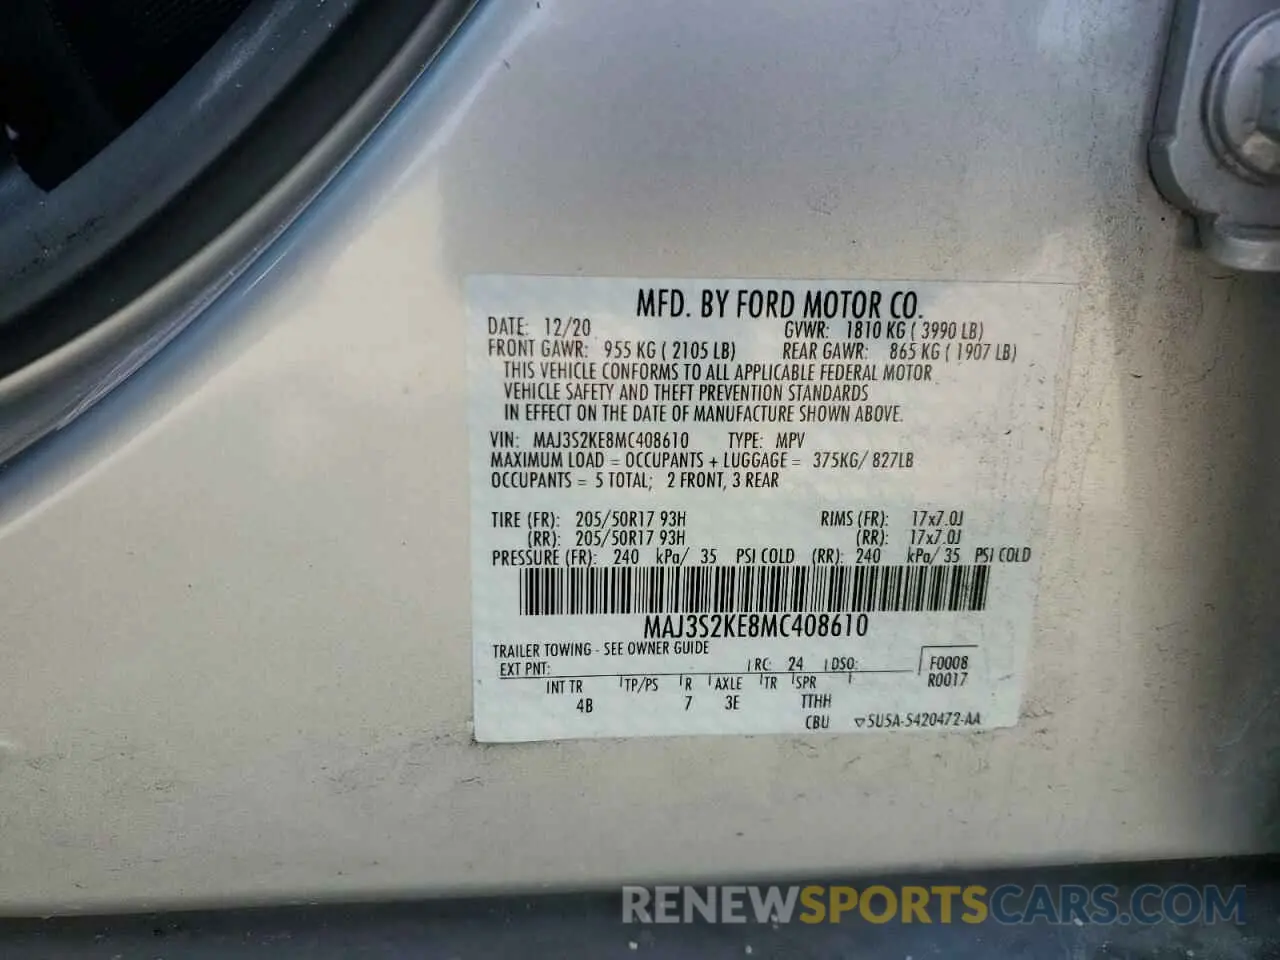 MFD. BY FORD MOTOR CO.
DATE: 12/20 GVWR: 1810 KG ( 3990 LB)
FRONT GAWR: 955 KG ( 2105 LB) REAR GAWR: 865 KG ( 1907 LB)
THIS VEHICLE CONFORMS TO ALL APPLICABLE FEDERAL MOTOR
VEHICLE SAFETY AND THEFT PREVENTION STANDARDS
IN EFFECT ON THE DATE OF MANUFACTURE SHOWN ABOVE.
VIN: MAJ3S2KE8MC408610 TYPE: MPV
MAXIMUM LOAD = OCCUPANTS + LUGGAGE = 375KG/ 827LB
OCCUPANTS = 5 TOTAL; 2 FRONT, 3 REAR
TIRE (FR): 205/50R17 93H RIMS (FR): 17x7.0J
(RR): 205/50R17 93H (RR): 17x7.0J
PRESSURE (FR): 240 kPa/ 35 PSI COLD (RR): 240 kPa/ 35 PSI COLD
MAJ3S2KE8MC408610
TRAILER TOWING - SEE OWNER GUIDE
EXT PNT: RC: 24 DSO: F0008
INT TR TP/PS R AXLE TR SPR R0017
4B 7 3E TTHH
CBU 5U5A-5420472-AA
RENEWSPORTSCARS.COM